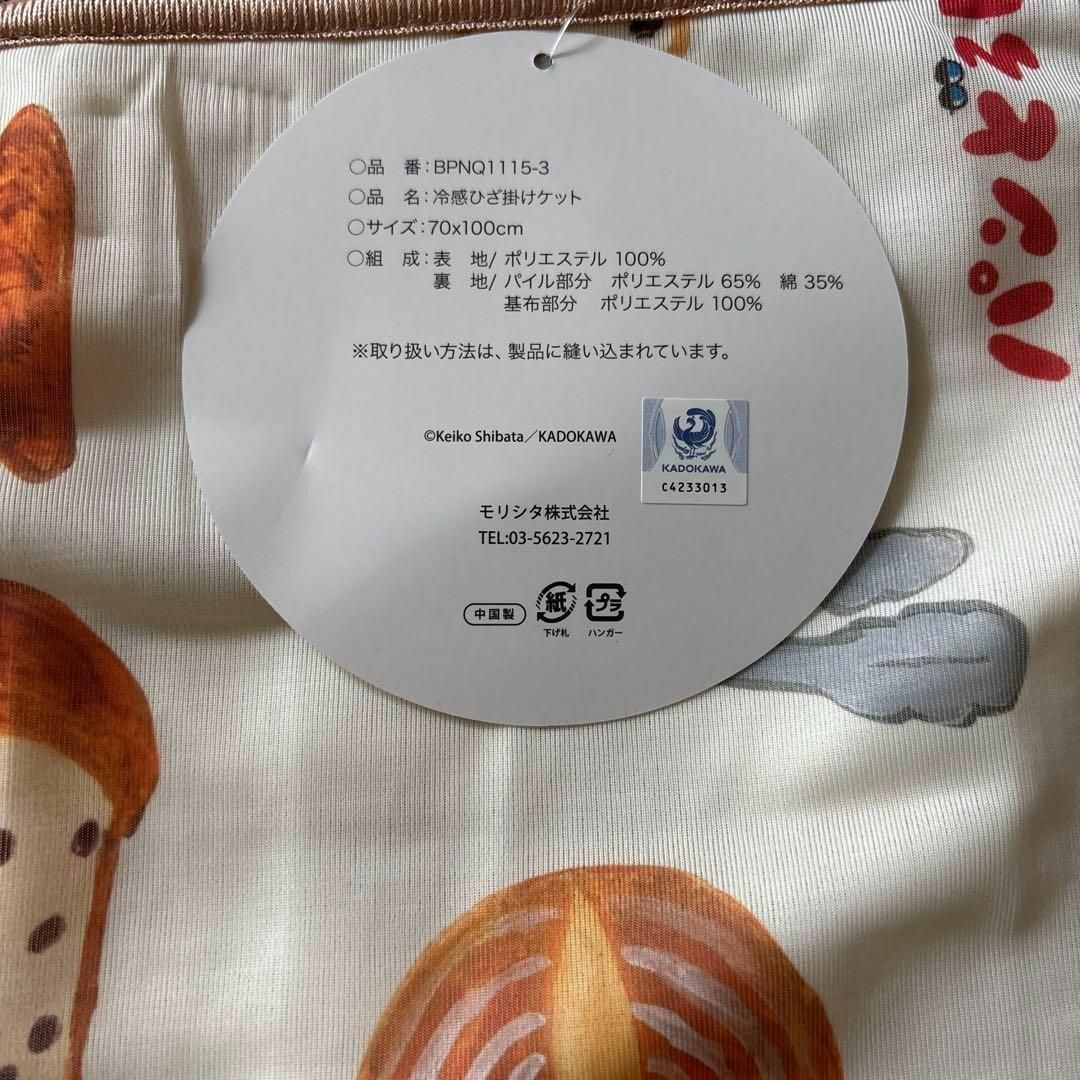 ○品　番：BPNQ1115-3
○品　名：冷感ひざ掛けケット
○サイズ：70x100cm
○組　成：表　地/ ポリエステル 100%
裏　地/ パイル部分　ポリエステル 65%　綿 35%
基布部分　ポリエステル 100%
※取り扱い方法は、製品に縫い込まれています。
©Keiko Shibata／KADOKAWA
KADOKAWA
C4233013
モリシタ株式会社
TEL:03-5623-2721
中国製
紙
下げ札
プラ
ハンガー